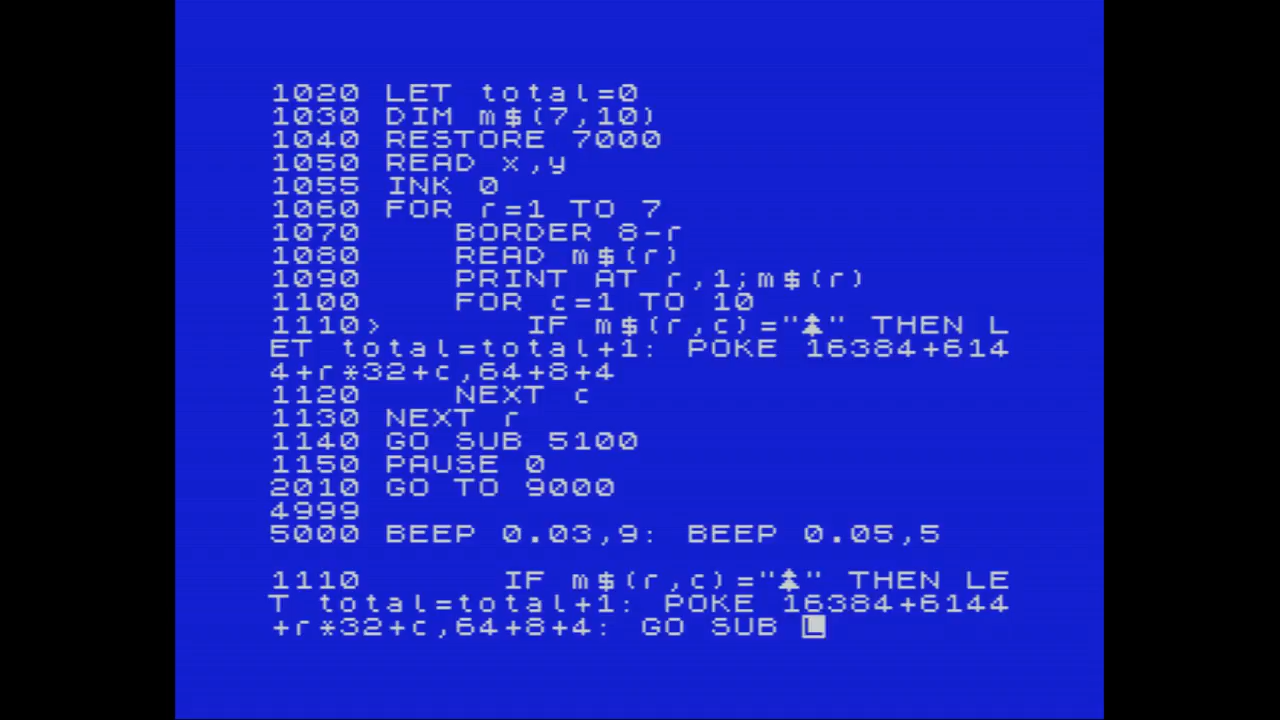 1020 LET total=0
1030 DIM m$(7,10)
1040 RESTORE 7000
1050 READ x,y
1055 INK 0
1060 FOR r=1 TO 7
1070     BORDER 8-r
1080     READ m$(r)
1090     PRINT AT r,1;m$(r)
1100     FOR c=1 TO 10
1110>       IF m$(r,c)="🌲" THEN L
ET total=total+1: POKE 16384+614
4+r*32+c,64+8+4
1120     NEXT c
1130 NEXT r
1140 GO SUB 5100
1150 PAUSE 0
2010 GO TO 9000
4999
5000 BEEP 0.03,9: BEEP 0.05,5
1110       IF m$(r,c)="🌲" THEN LE
T total=total+1: POKE 16384+6144
+r*32+c,64+8+4: GO SUB L